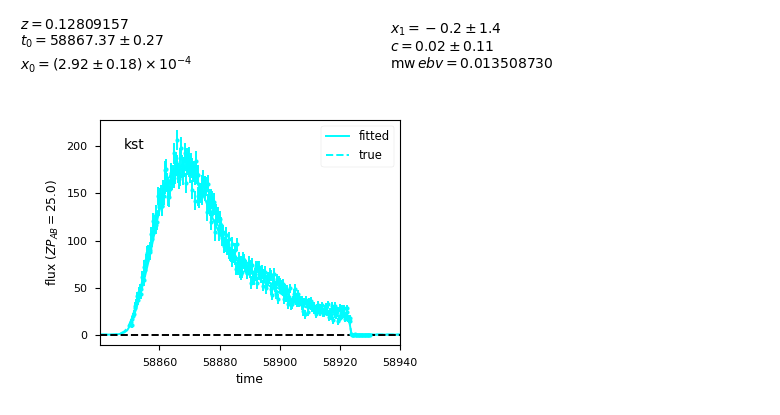 z = 0.12809157
t₀ = 58867.37 ± 0.27
x₀ = (2.92 ± 0.18) × 10⁻⁴
x₁ = −0.2 ± 1.4
c = 0.02 ± 0.11
mw ebv = 0.013508730
kst
fitted
true
flux (ZP_AB = 25.0)
200
150
100
50
0
58860 58880 58900 58920 58940
time